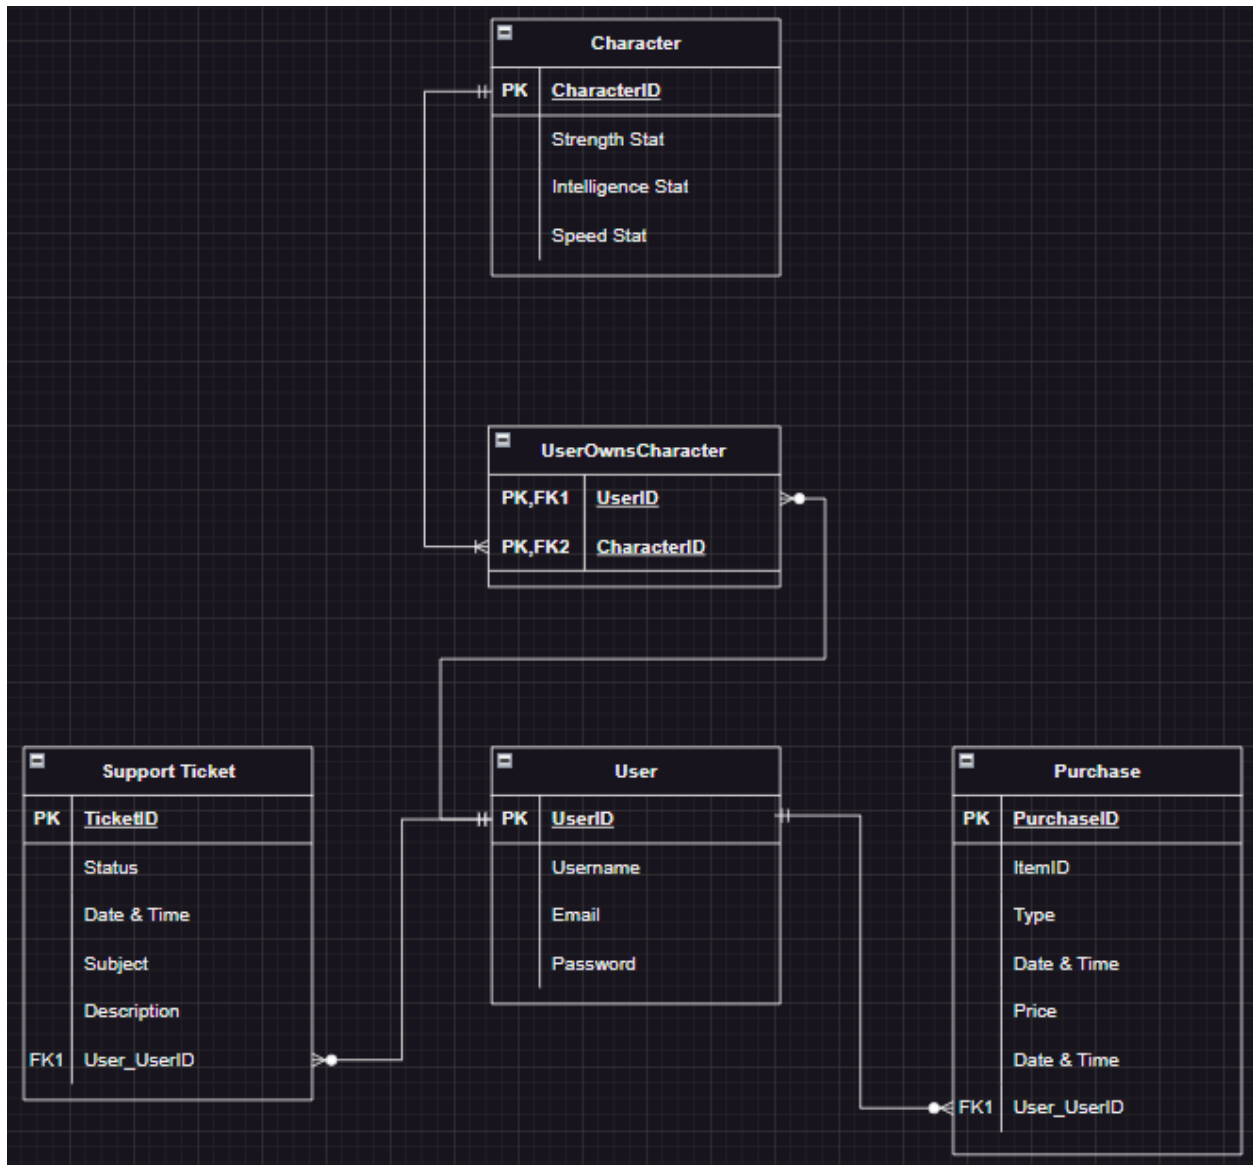 Character
PK CharacterID
Strength Stat
Intelligence Stat
Speed Stat
UserOwnsCharacter
PK,FK1 UserID
PK,FK2 CharacterID
Support Ticket
PK TicketID
Status
Date & Time
Subject
Description
FK1 User_UserID
User
PK UserID
Username
Email
Password
Purchase
PK PurchaseID
ItemID
Type
Date & Time
Price
Date & Time
FK1 User_UserID